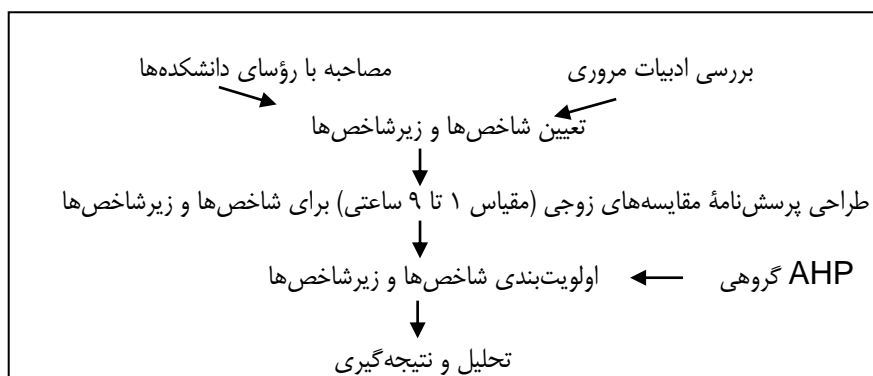 بررسی ادبیات مروری
مصاحبه با رؤسای دانشکده‌ها
تعیین شاخص‌ها و زیرشاخص‌ها
طراحی پرسش‌نامۀ مقایسه‌های زوجی (مقیاس ۱ تا ۹ ساعتی) برای شاخص‌ها و زیرشاخص‌ها
AHP گروهی
اولویت‌بندی شاخص‌ها و زیرشاخص‌ها
تحلیل و نتیجه‌گیری